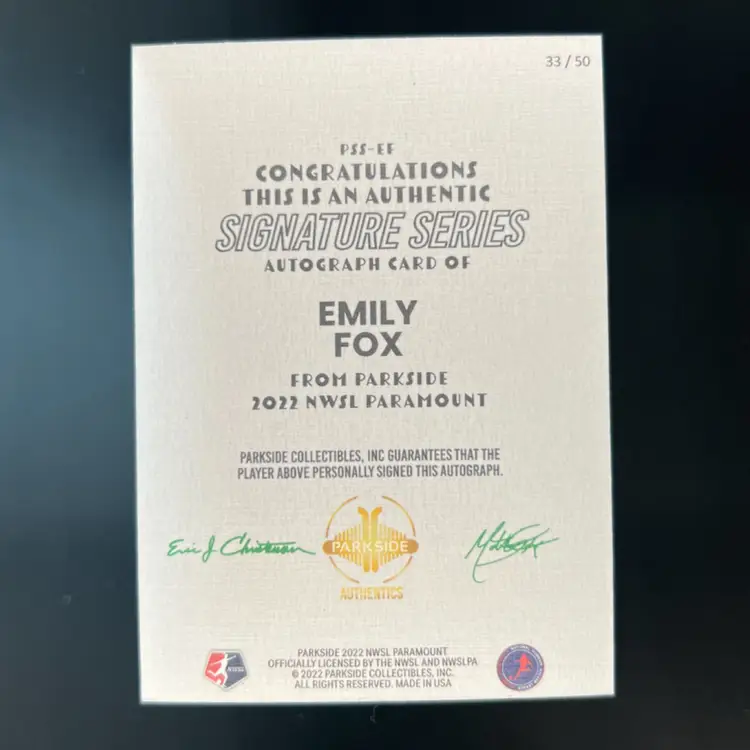 33 / 50
PSS-EF
CONGRATULATIONS
THIS IS AN AUTHENTIC
SIGNATURE SERIES
AUTOGRAPH CARD OF
EMILY
FOX
FROM PARKSIDE
2022 NWSL PARAMOUNT
PARKSIDE COLLECTIBLES, INC GUARANTEES THAT THE
PLAYER ABOVE PERSONALLY SIGNED THIS AUTOGRAPH.
Eric J.
PARKSIDE
AUTHENTICS
NWSL
PARKSIDE 2022 NWSL PARAMOUNT
OFFICIALLY LICENSED BY THE NWSL AND NWSLPA
© 2022 PARKSIDE COLLECTIBLES, INC.
ALL RIGHTS RESERVED. MADE IN USA